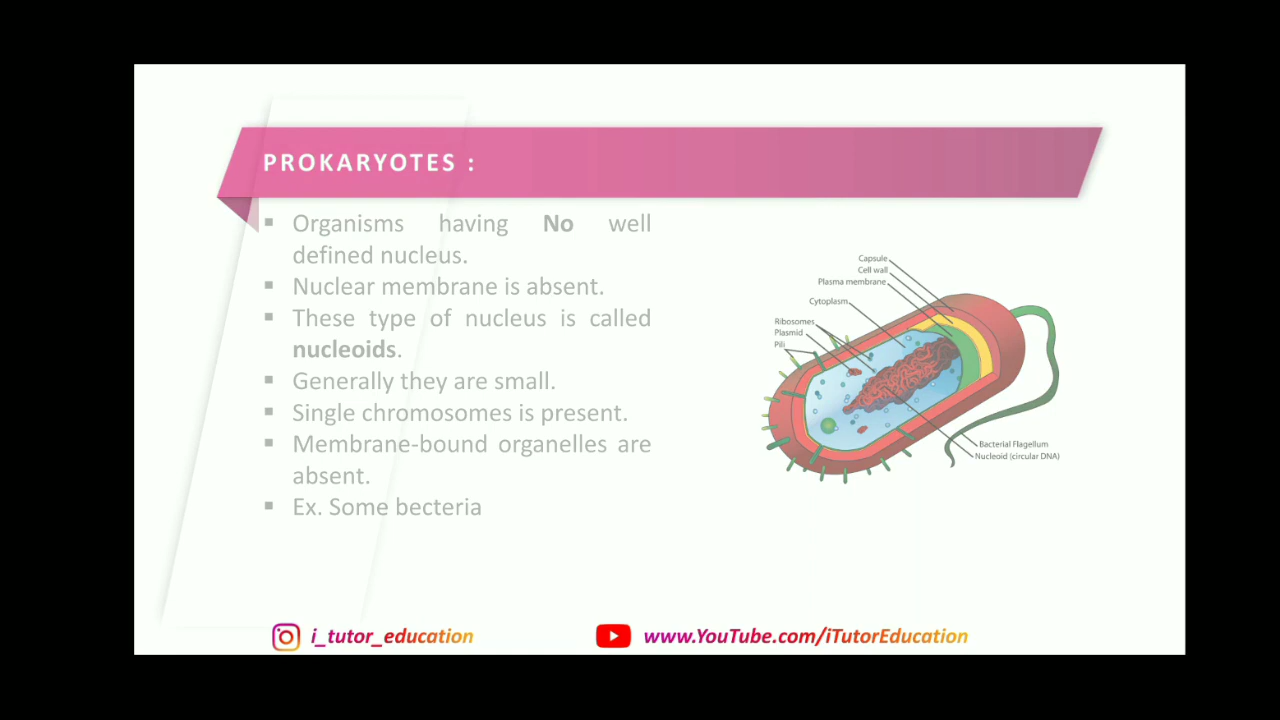 PROKARYOTES :
▪ Organisms having No well
defined nucleus.
▪ Nuclear membrane is absent.
▪ These type of nucleus is called
nucleoids.
▪ Generally they are small.
▪ Single chromosomes is present.
▪ Membrane-bound organelles are
absent.
▪ Ex. Some becteria
Capsule
Cell wall
Plasma membrane
Cytoplasm
Ribosomes
Plasmid
Pili
Bacterial Flagellum
Nucleoid (circular DNA)
i_tutor_education
www.YouTube.com/iTutorEducation